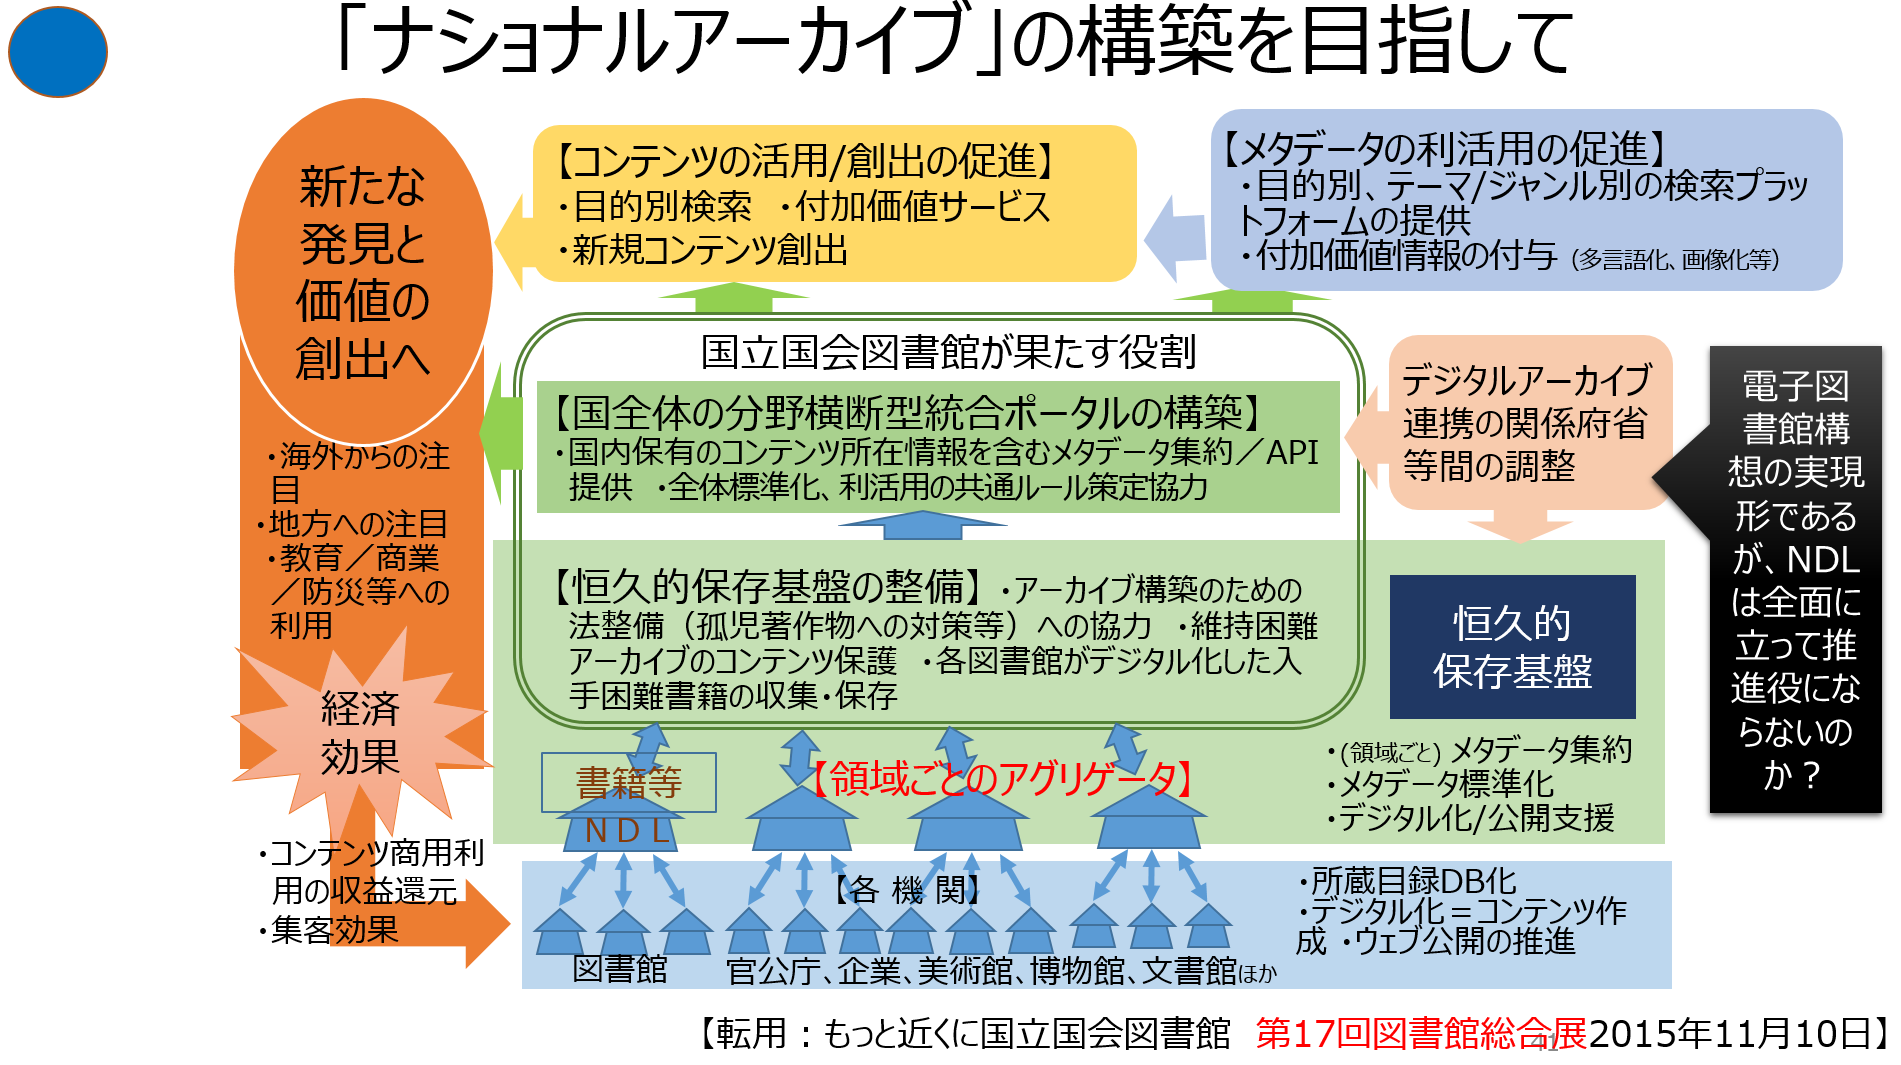 「ナショナルアーカイブ」の構築を目指して
新たな
発見と
価値の
創出へ
【コンテンツの活用/創出の促進】
・目的別検索　・付加価値サービス
・新規コンテンツ創出
【メタデータの利活用の促進】
・目的別、テーマ/ジャンル別の検索プラッ
トフォームの提供
・付加価値情報の付与（多言語化、画像化等）
国立国会図書館が果たす役割
【国全体の分野横断型統合ポータルの構築】
・国内保有のコンテンツ所在情報を含むメタデータ集約／API
提供　・全体標準化、利活用の共通ルール策定協力
デジタルアーカイブ
連携の関係府省
等間の調整
電子図
書館構
想の実現
形である
が、NDL
は全面に
立って推
進役にな
らないの
か？
・海外からの注
目
・地方への注目
・教育／商業
／防災等への
利用
【恒久的保存基盤の整備】・アーカイブ構築のための
法整備（孤児著作物への対策等）への協力　・維持困難
アーカイブのコンテンツ保護　・各図書館がデジタル化した入
手困難書籍の収集・保存
恒久的
保存基盤
経済
効果
書籍等
ＮＤＬ
【領域ごとのアグリゲータ】
・(領域ごと) メタデータ集約
・メタデータ標準化
・デジタル化/公開支援
・コンテンツ商用利
用の収益還元
・集客効果
【各 機 関】
図書館
官公庁、企業、美術館、博物館、文書館ほか
・所蔵目録DB化
・デジタル化＝コンテンツ作
成 ・ウェブ公開の推進
【転用：もっと近くに国立国会図書館　第17回図書館総合展2015年11月10日】
41